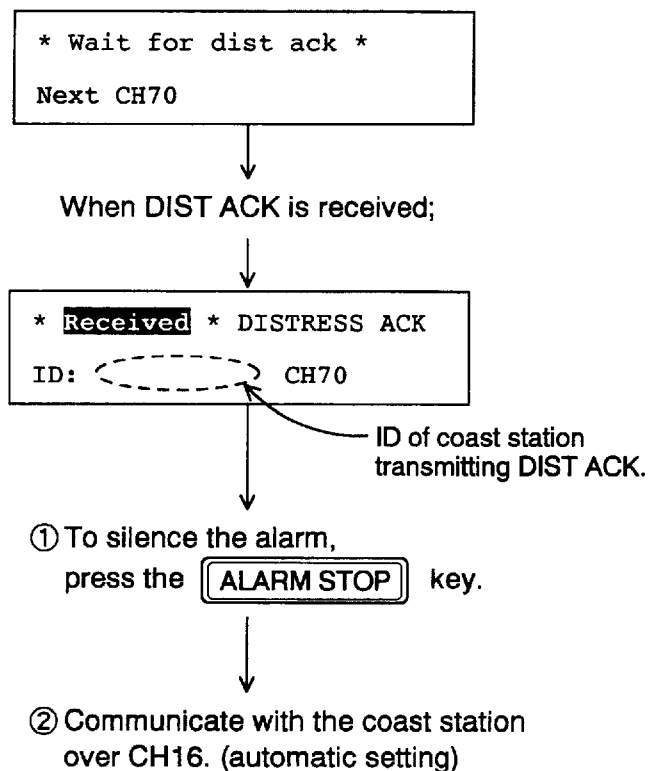 * Wait for dist ack *
Next CH70
When DIST ACK is received;
* Received * DISTRESS ACK
ID: CH70
ID of coast station
transmitting DIST ACK.
① To silence the alarm,
press the ALARM STOP key.
② Communicate with the coast station
over CH16. (automatic setting)